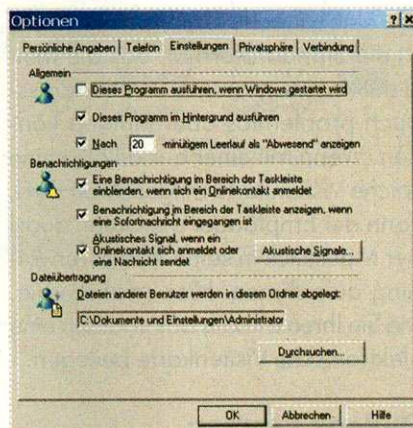 Optionen
Persönliche Angaben Telefon Einstellungen Privatsphäre Verbindung
Allgemein
Dieses Programm ausführen, wenn Windows gestartet wird
Dieses Programm im Hintergrund ausführen
Nach 20 -minütigem Leerlauf als "Abwesend" anzeigen
Benachrichtigungen
Eine Benachrichtigung im Bereich der Taskleiste
einblenden, wenn sich ein Onlinekontakt anmeldet
Benachrichtigung im Bereich der Taskleiste anzeigen, wenn
eine Sofortnachricht eingegangen ist
Akustisches Signal, wenn ein
Onlinekontakt sich anmeldet oder
eine Nachricht sendet
Akustische Signale...
Dateiübertragung
Dateien anderer Benutzer werden in diesem Ordner abgelegt:
C:\Dokumente und Einstellungen\Administrator
Durchsuchen...
OK Abbrechen Hilfe